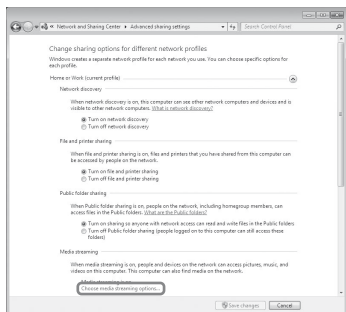 « Network and Sharing Center ▸ Advanced sharing settings
Search Control Panel
Change sharing options for different network profiles
Windows creates a separate network profile for each network you use. You can choose specific options for
each profile.
Home or Work (current profile)
Network discovery
When network discovery is on, this computer can see other network computers and devices and is
visible to other network computers. What is network discovery?
Turn on network discovery
Turn off network discovery
File and printer sharing
When file and printer sharing is on, files and printers that you have shared from this computer can
be accessed by people on the network.
Turn on file and printer sharing
Turn off file and printer sharing
Public folder sharing
When Public folder sharing is on, people on the network, including homegroup members, can
access files in the Public folders. What are the Public folders?
Turn on sharing so anyone with network access can read and write files in the Public folders
Turn off Public folder sharing (people logged on to this computer can still access these
folders)
Media streaming
When media streaming is on, people and devices on the network can access pictures, music, and
videos on this computer. This computer can also find media on the network.
Media streaming is on.
Choose media streaming options...
Save changes
Cancel